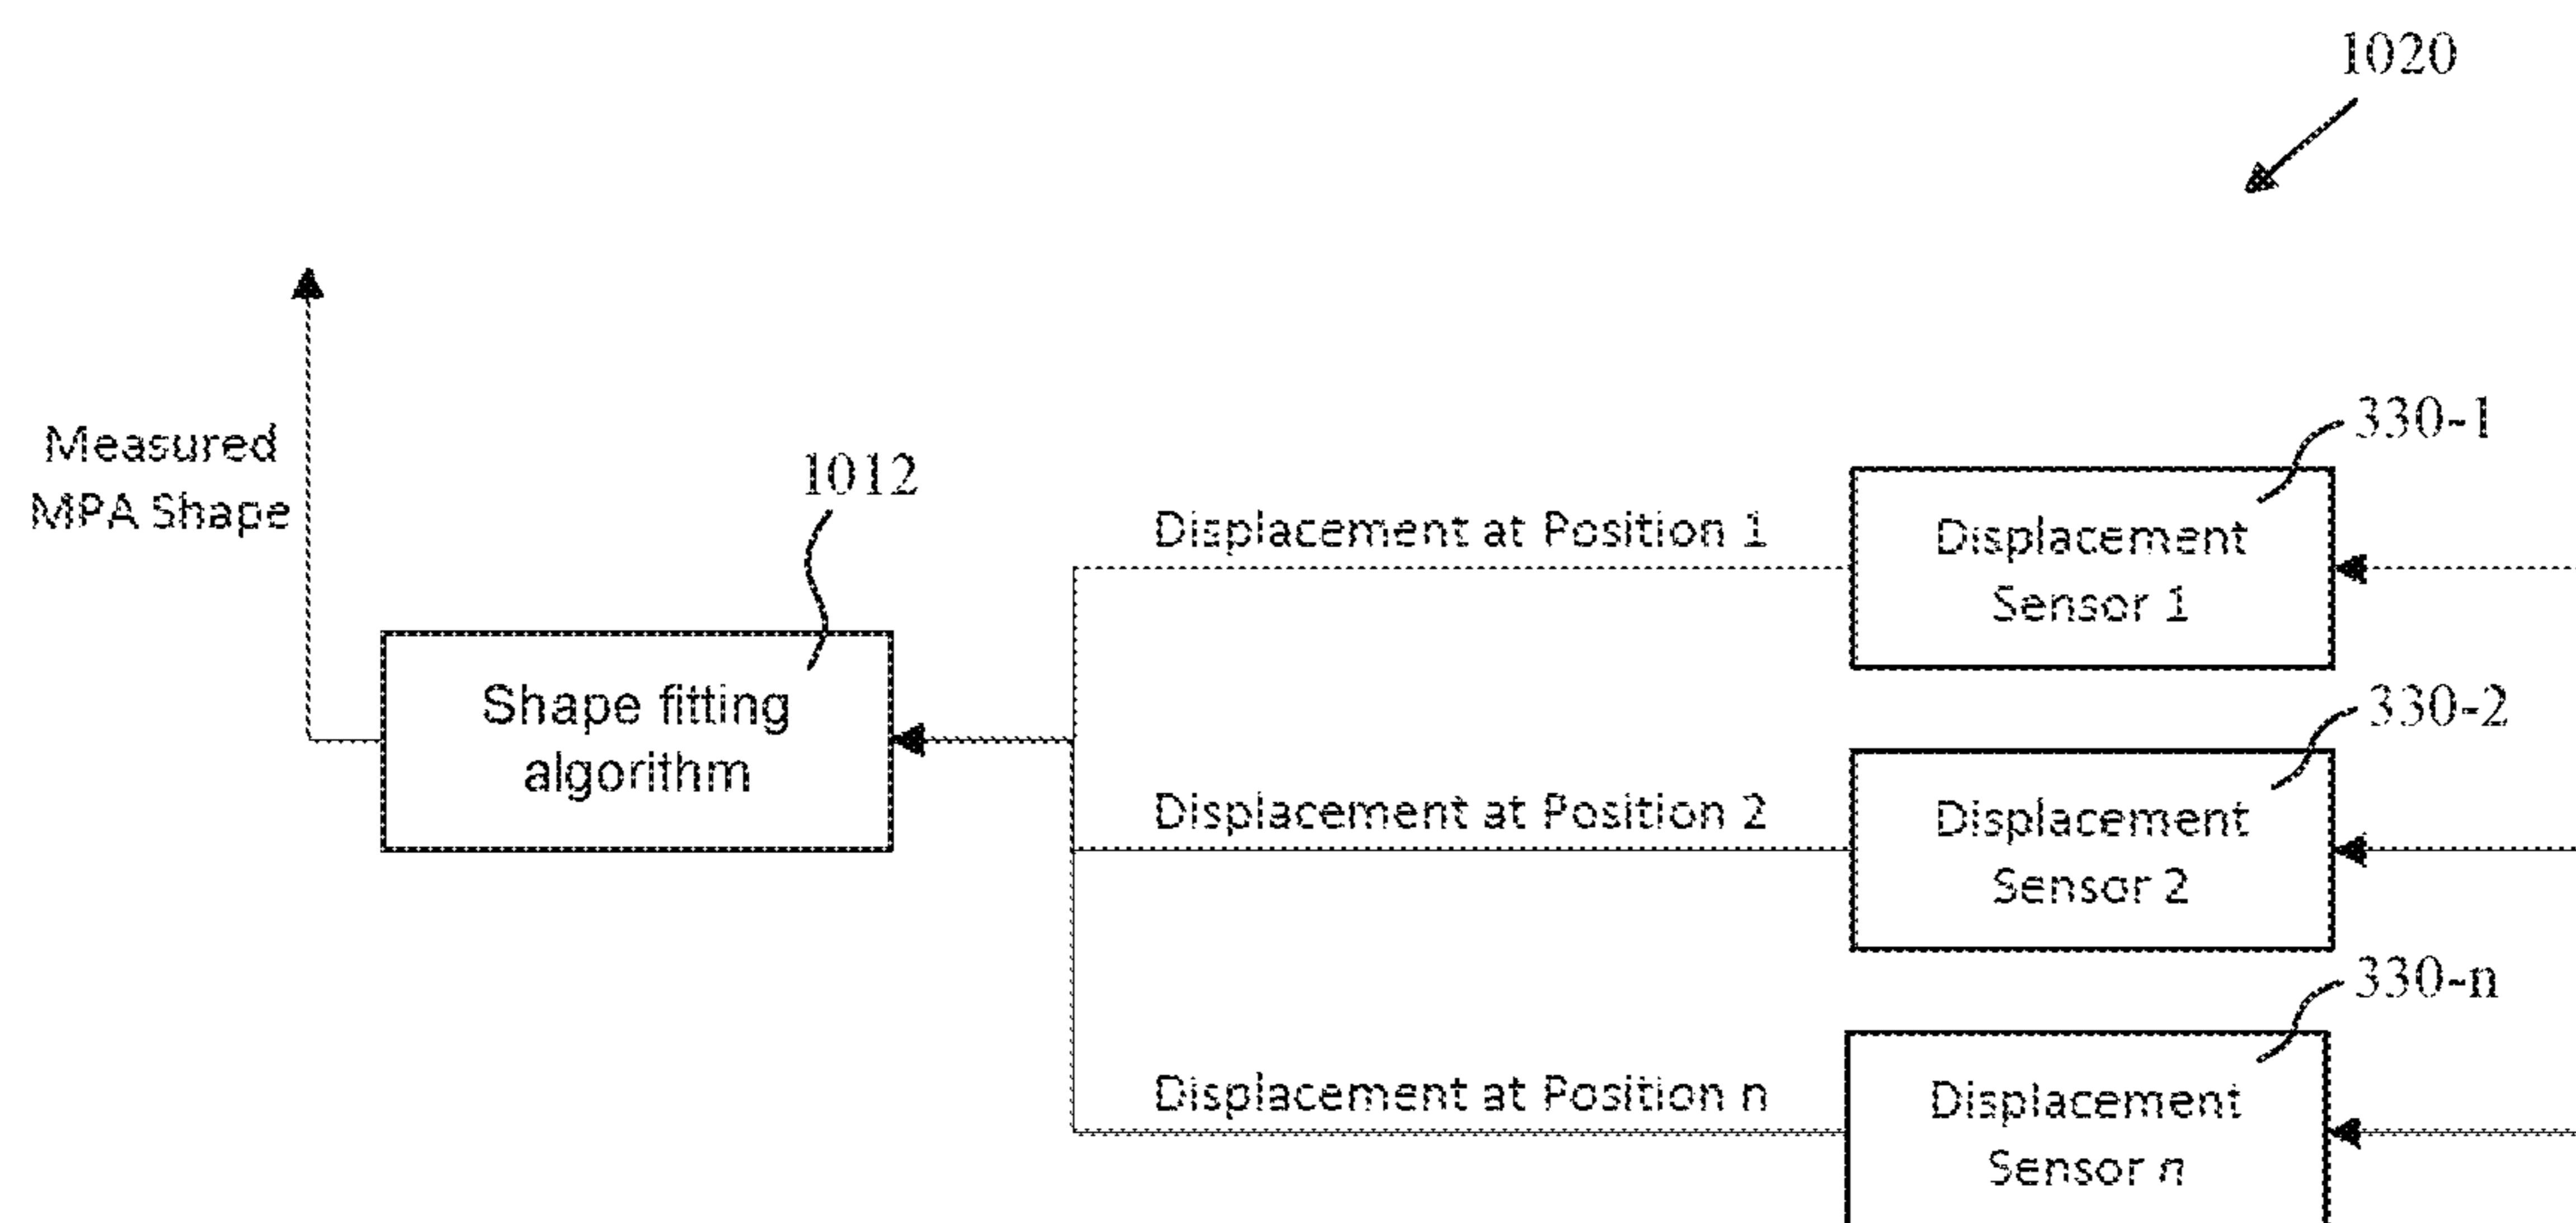 1020
330-1
Measured
MPA Shape
1012
Displacement at Position 1
Displacement
Sensor 1
Shape fitting
algorithm
330-2
Displacement at Position 2
Displacement
Sensor 2
330-n
Displacement at Position n
Displacement
Sensor n